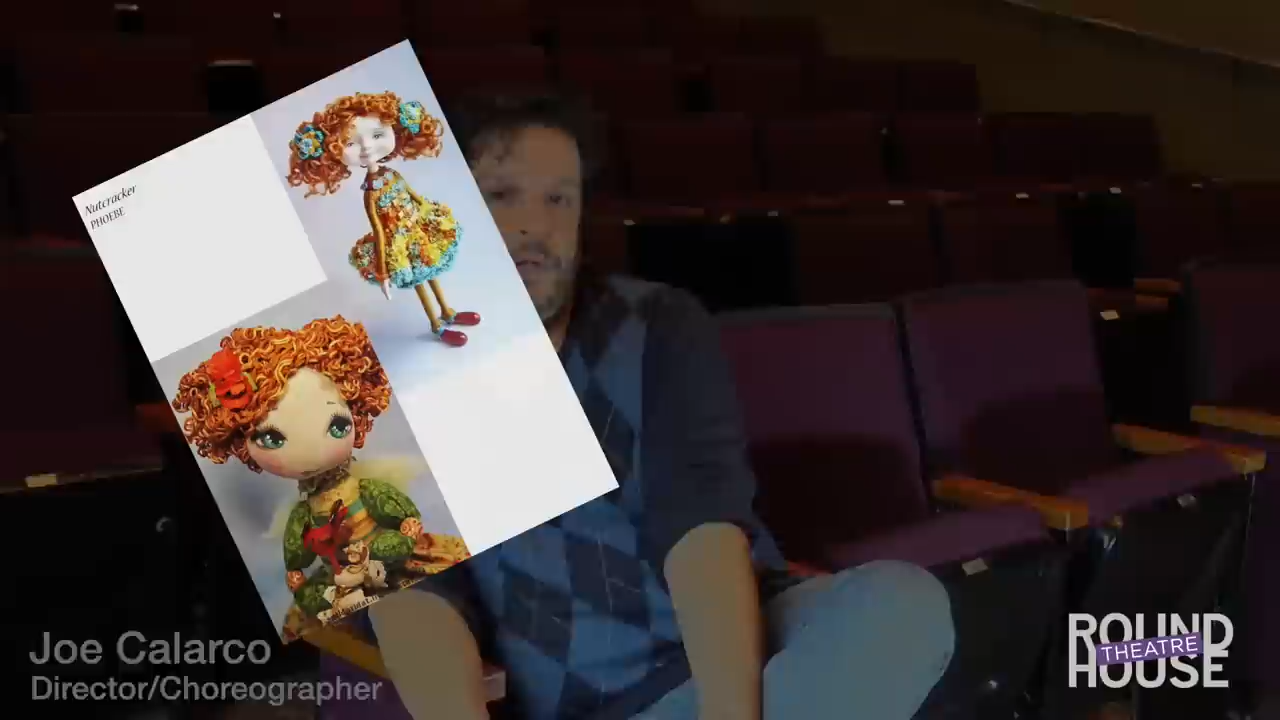 Nutcracker
PHOEBE
Joe Calarco
Director/Choreographer
ROUND
THEATRE
HOUSE